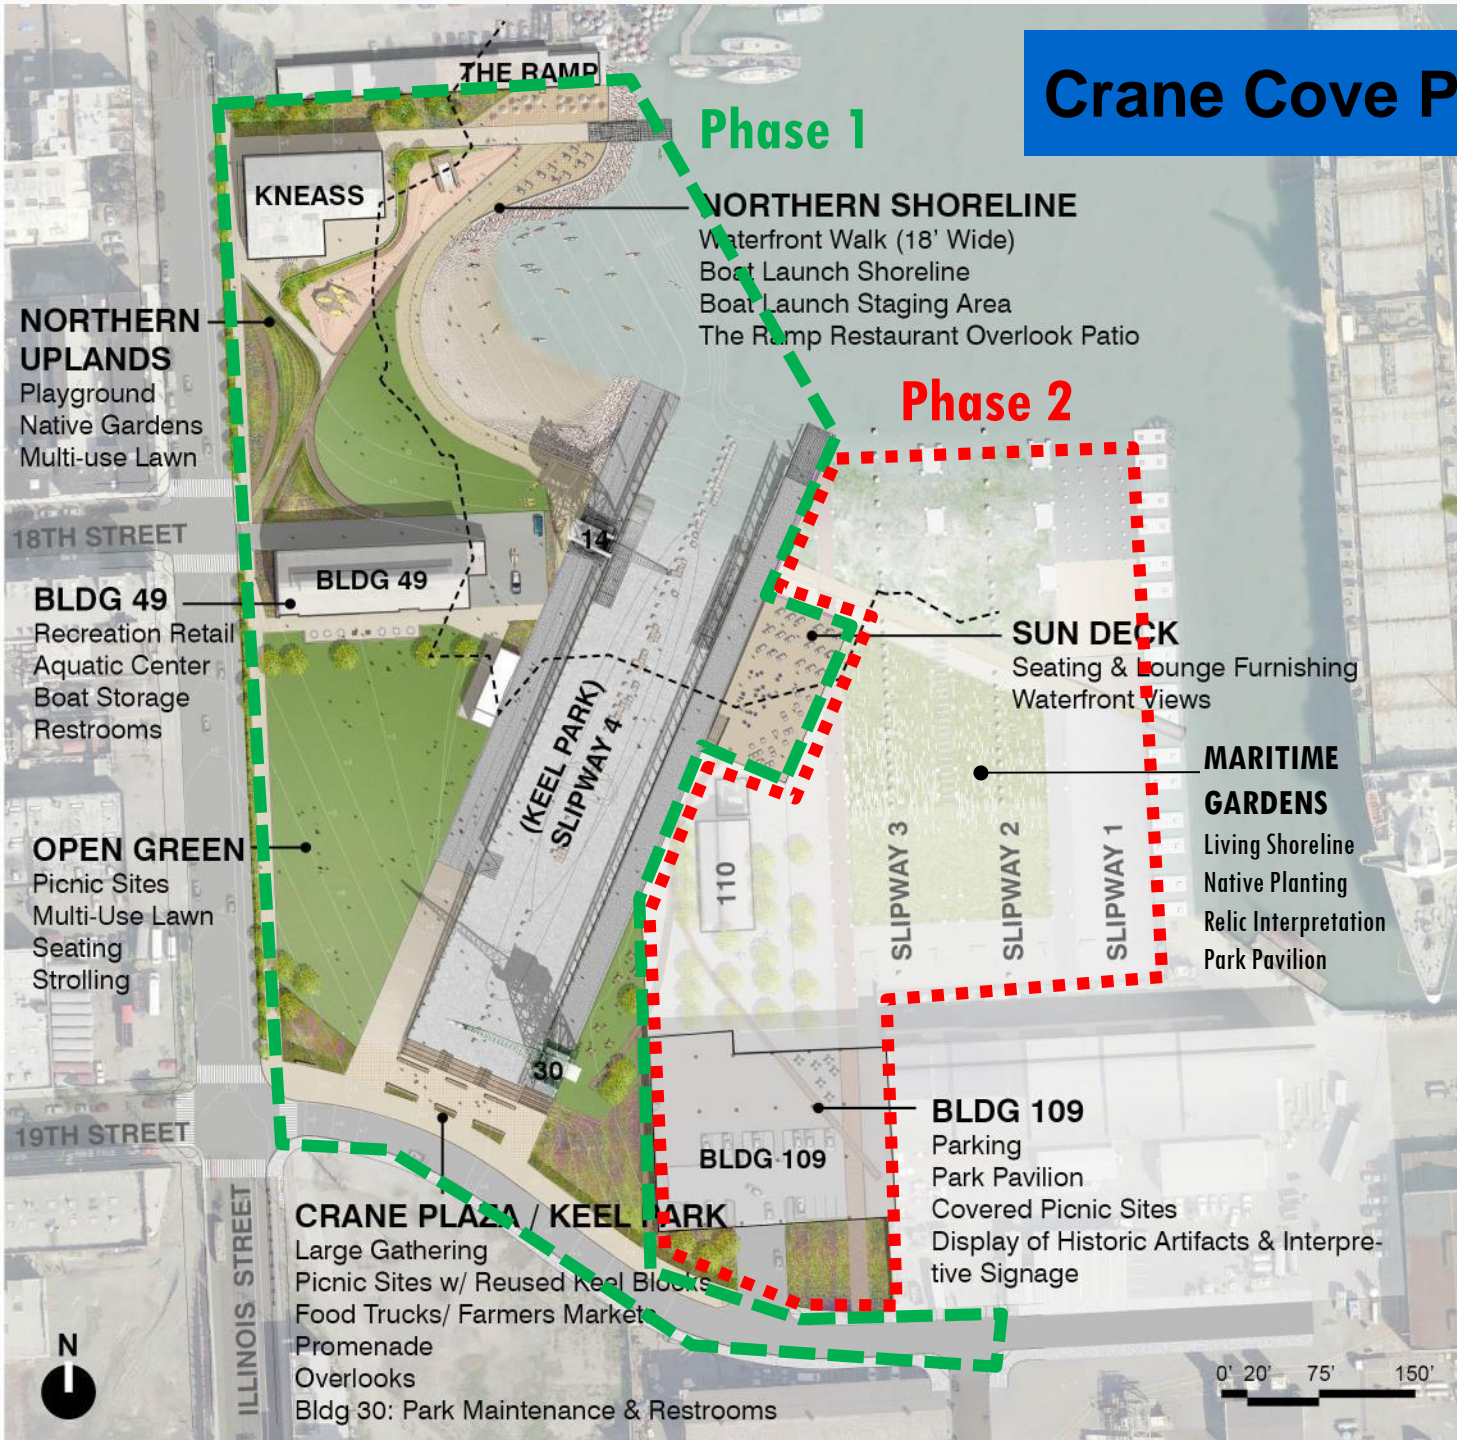 Crane Cove P
THE RAMP
Phase 1
KNEASS
NORTHERN SHORELINE
Waterfront Walk (18' Wide)
Boat Launch Shoreline
Boat Launch Staging Area
The Ramp Restaurant Overlook Patio
NORTHERN
UPLANDS
Playground
Native Gardens
Multi-use Lawn
Phase 2
18TH STREET
14
BLDG 49
BLDG 49
Recreation Retail
Aquatic Center
Boat Storage
Restrooms
SUN DECK
Seating & Lounge Furnishing
Waterfront Views
(KEEL PARK)
SLIPWAY 4
MARITIME
GARDENS
Living Shoreline
Native Planting
Relic Interpretation
Park Pavilion
OPEN GREEN
Picnic Sites
Multi-Use Lawn
Seating
Strolling
110
SLIPWAY 3
SLIPWAY 2
SLIPWAY 1
30
19TH STREET
BLDG 109
BLDG 109
Parking
Park Pavilion
Covered Picnic Sites
Display of Historic Artifacts & Interpre-
tive Signage
CRANE PLAZA / KEEL PARK
Large Gathering
Picnic Sites w/ Reused Keel Blocks
Food Trucks/ Farmers Markets
Promenade
Overlooks
Bldg 30: Park Maintenance & Restrooms
ILLINOIS STREET
N
0' 20' 75' 150'